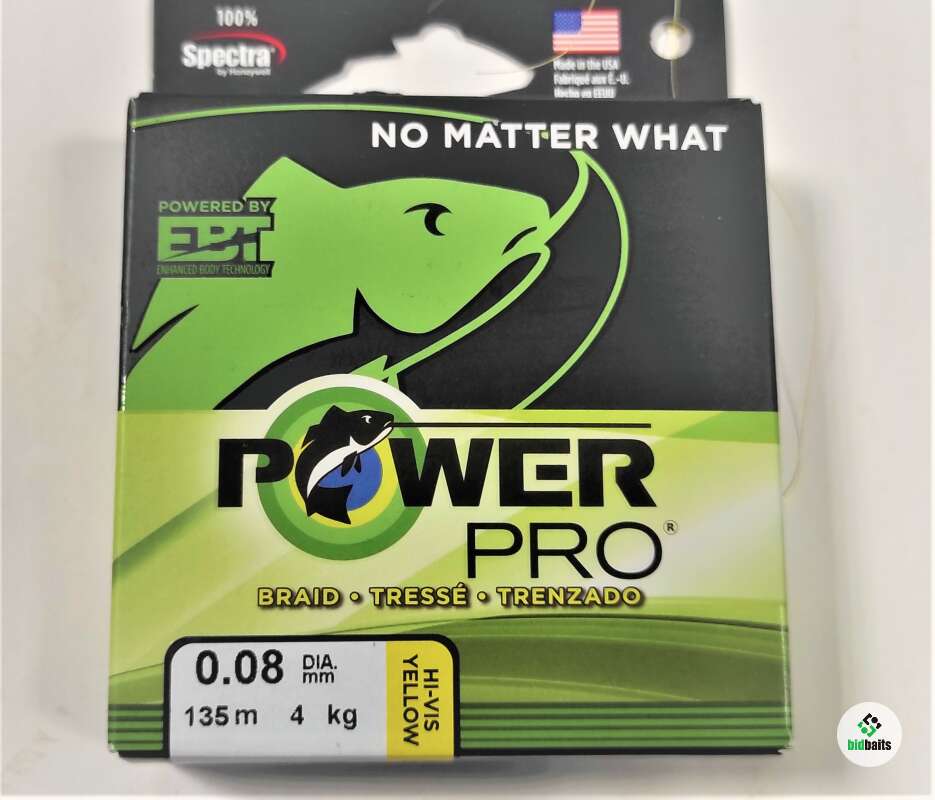 100%
Spectra®
by Honeywell
Made in the USA
Fabriqué aux É.-U.
Hecho en EEUU
NO MATTER WHAT
POWERED BY
EBT
ENHANCED BODY TECHNOLOGY
POWER
PRO®
BRAID • TRESSÉ • TRENZADO
0.08 DIA. mm
135m 4 kg
HI-VIS
YELLOW
bidbaits